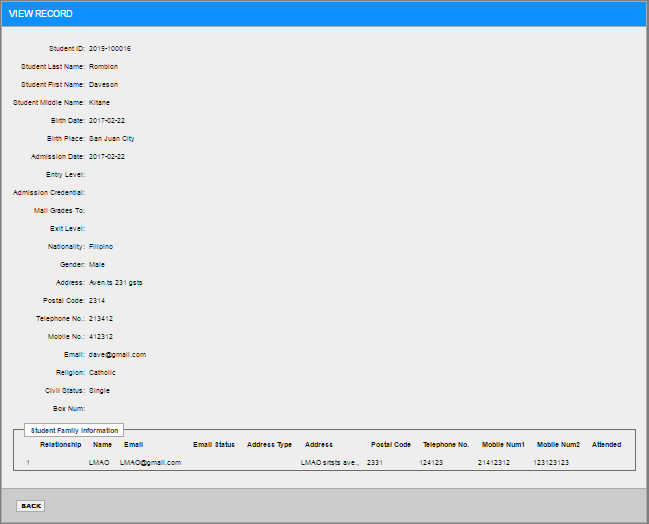 VIEW RECORD
Student ID: 2015-100016
Student Last Name: Rombion
Student First Name: Daveson
Student Middle Name: Kitane
Birth Date: 2017-02-22
Birth Place: San Juan City
Admission Date: 2017-02-22
Entry Level:
Admission Credential:
Mail Grades To:
Exit Level:
Nationality: Filipino
Gender: Male
Address: Aven.ts 231 gsts
Postal Code: 2314
Telephone No.: 213412
Mobile No.: 412312
Email: dave@gmail.com
Religion: Catholic
Civil Status: Single
Box Num:
Student Family Information
Relationship Name Email Email Status Address Type Address Postal Code Telephone No. Mobile Num1 Mobile Num2 Attended
1 LMAO LMAO@gmail.com LMAO srtsts ave., 2331 124123 21412312 123123123
BACK